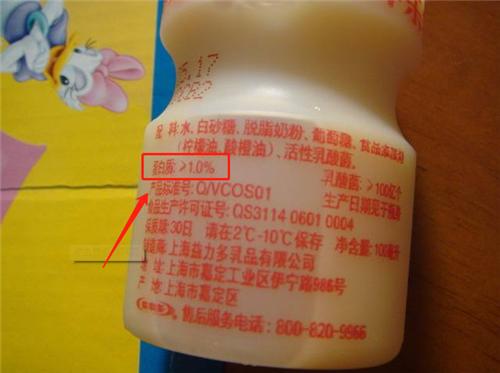 5.17
配 料:水、白砂糖、脱脂奶粉、葡萄糖、食品添加剂
(柠檬油、酸橙油)、活性乳酸菌。
蛋白质:≥1.0% 乳酸菌:≥100亿个
产品标准号:Q/VCOS01 生产日期见于瓶
食品生产许可证号:QS3114 0601 0004
保质期:30日 请在2℃-10℃保存 净含量:100毫升
制造商:上海益力多乳品有限公司
地 址:上海市嘉定工业区伊宁路986号
产 地:上海市嘉定区
售后服务电话:800-820-9966